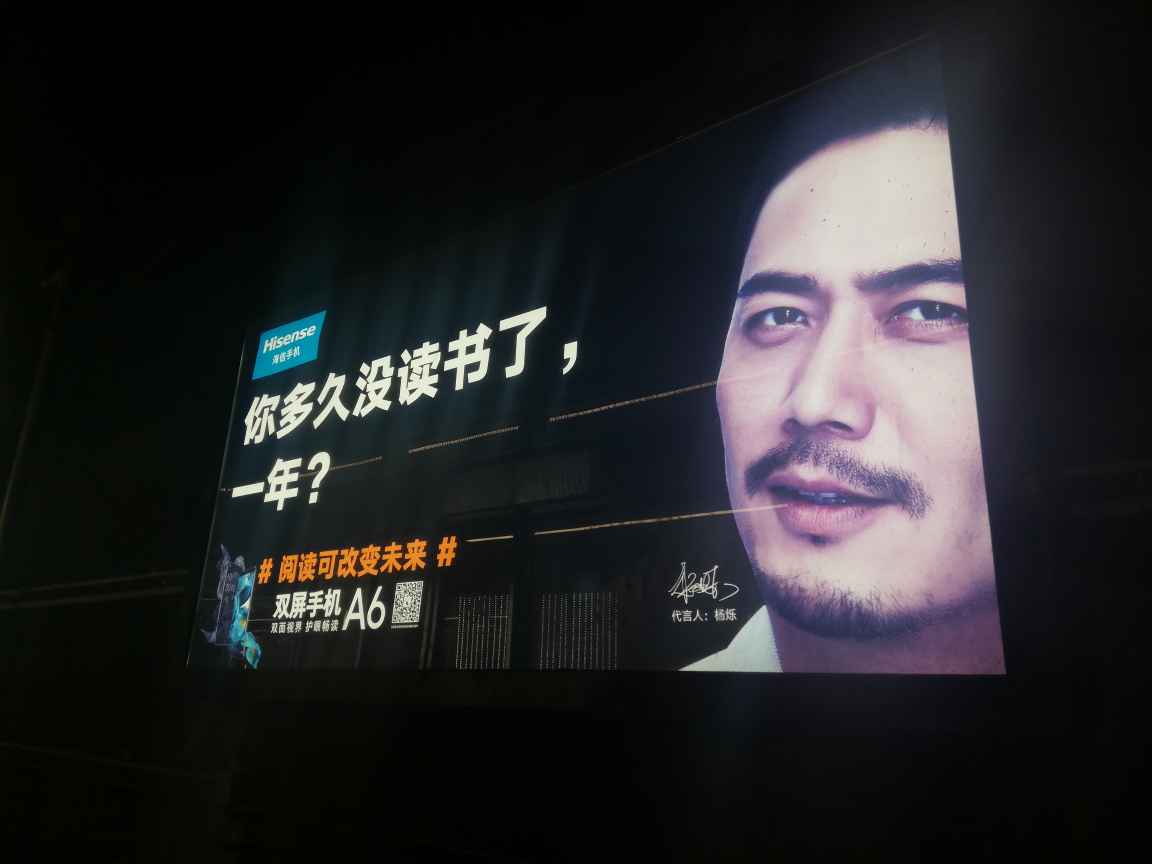 Hisense
海信手机
你多久没读书了，
一年？
# 阅读可改变未来 #
双屏手机 A6
双面视界 护眼畅读
代言人：杨烁